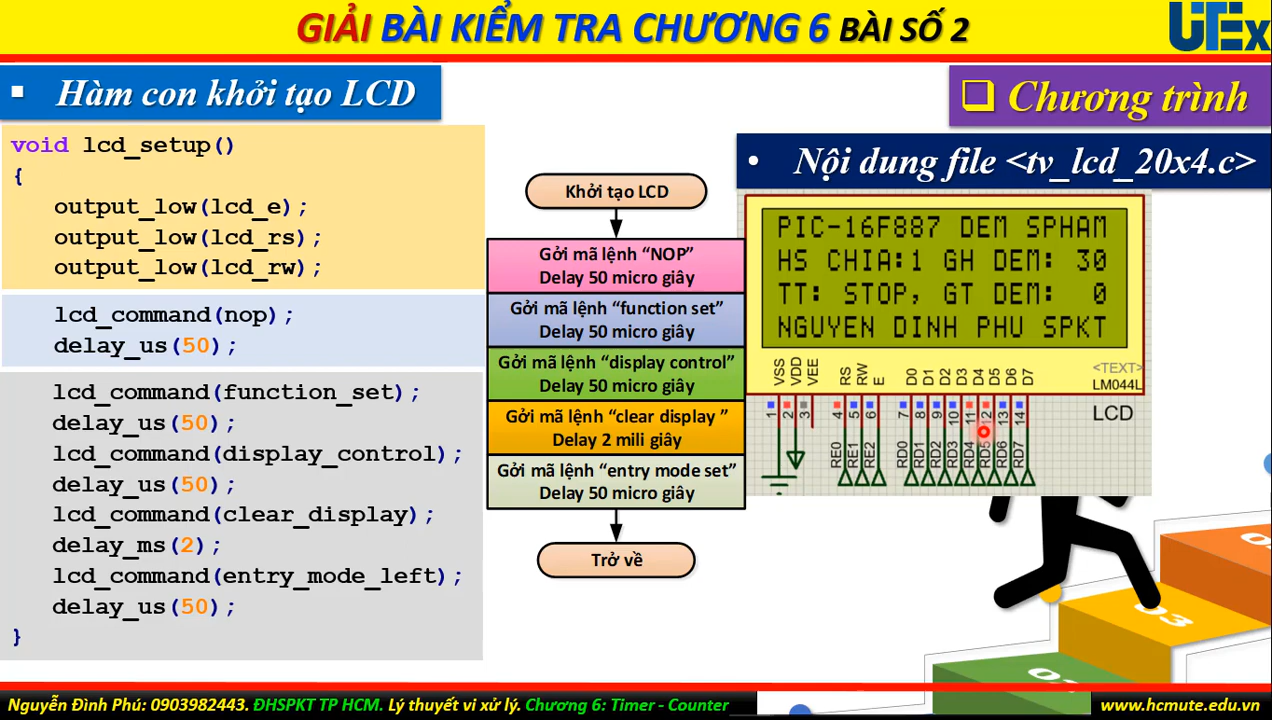 GIẢI BÀI KIỂM TRA CHƯƠNG 6 BÀI SỐ 2
UTEx
▪ Hàm con khởi tạo LCD
❑ Chương trình
• Nội dung file <tv_lcd_20x4.c>
void lcd_setup()
{
output_low(lcd_e);
output_low(lcd_rs);
output_low(lcd_rw);
lcd_command(nop);
delay_us(50);
lcd_command(function_set);
delay_us(50);
lcd_command(display_control);
delay_us(50);
lcd_command(clear_display);
delay_ms(2);
lcd_command(entry_mode_left);
delay_us(50);
}
Khởi tạo LCD
Gởi mã lệnh “NOP”
Delay 50 micro giây
Gởi mã lệnh “function set”
Delay 50 micro giây
Gởi mã lệnh “display control”
Delay 50 micro giây
Gởi mã lệnh “clear display ”
Delay 2 mili giây
Gởi mã lệnh “entry mode set”
Delay 50 micro giây
Trở về
PIC-16F887 DEM SPHAM
HS CHIA:1 GH DEM: 30
TT: STOP, GT DEM: 0
NGUYEN DINH PHU SPKT
<TEXT>
LM044L
LCD
VSS VDD VEE RS RW E D0 D1 D2 D3 D4 D5 D6 D7
1 2 3 4 5 6 7 8 9 10 11 12 13 14
RE0 RE1 RE2 RD0 RD1 RD2 RD3 RD4 RD5 RD6 RD7
03
Nguyễn Đình Phú: 0903982443. ĐHSPKT TP HCM. Lý thuyết vi xử lý. Chương 6: Timer - Counter
www.hcmute.edu.vn